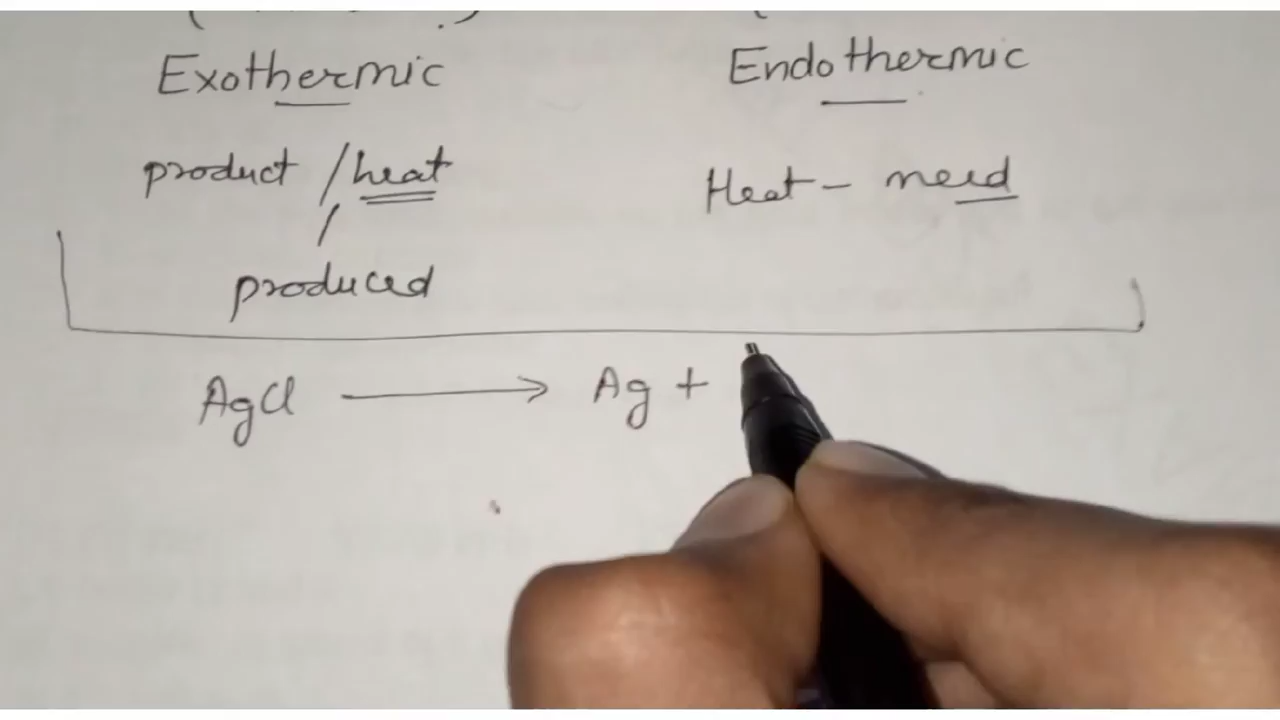 Exothermic Endothermic
product / heat Heat - need
/
produced
AgCl → Ag +